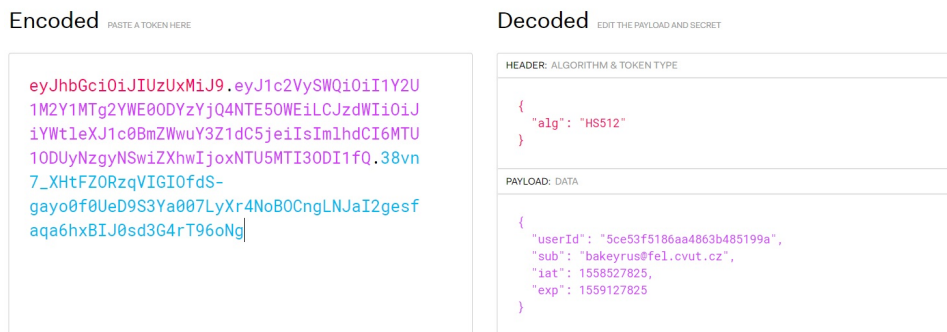 Encoded PASTE A TOKEN HERE
eyJhbGciOiJIUzUxMiJ9.eyJ1c2VySWQiOiI1Y2U
1M2Y1MTg2YWE0ODYzYjQ4NTE5OWEiLCJzdWIiOiJ
iYWtleXJ1c0BmZWwuY3Z1dC5jeiIsImlhdCI6MTU
1ODUyNzgyNSwiZXhwIjoxNTU5MTI3ODI1fQ.38vn
7_XHtFZORzqVIGIOfdS-
gayo0f0UeD9S3Ya007LyXr4NoBOCngLNJaI2gesf
aqa6hxBIJ0sd3G4rT96oNg
Decoded EDIT THE PAYLOAD AND SECRET
HEADER: ALGORITHM & TOKEN TYPE
{
"alg": "HS512"
}
PAYLOAD: DATA
{
"userId": "5ce53f5186aa4863b485199a",
"sub": "bakeyrus@fel.cvut.cz",
"iat": 1558527825,
"exp": 1559127825
}